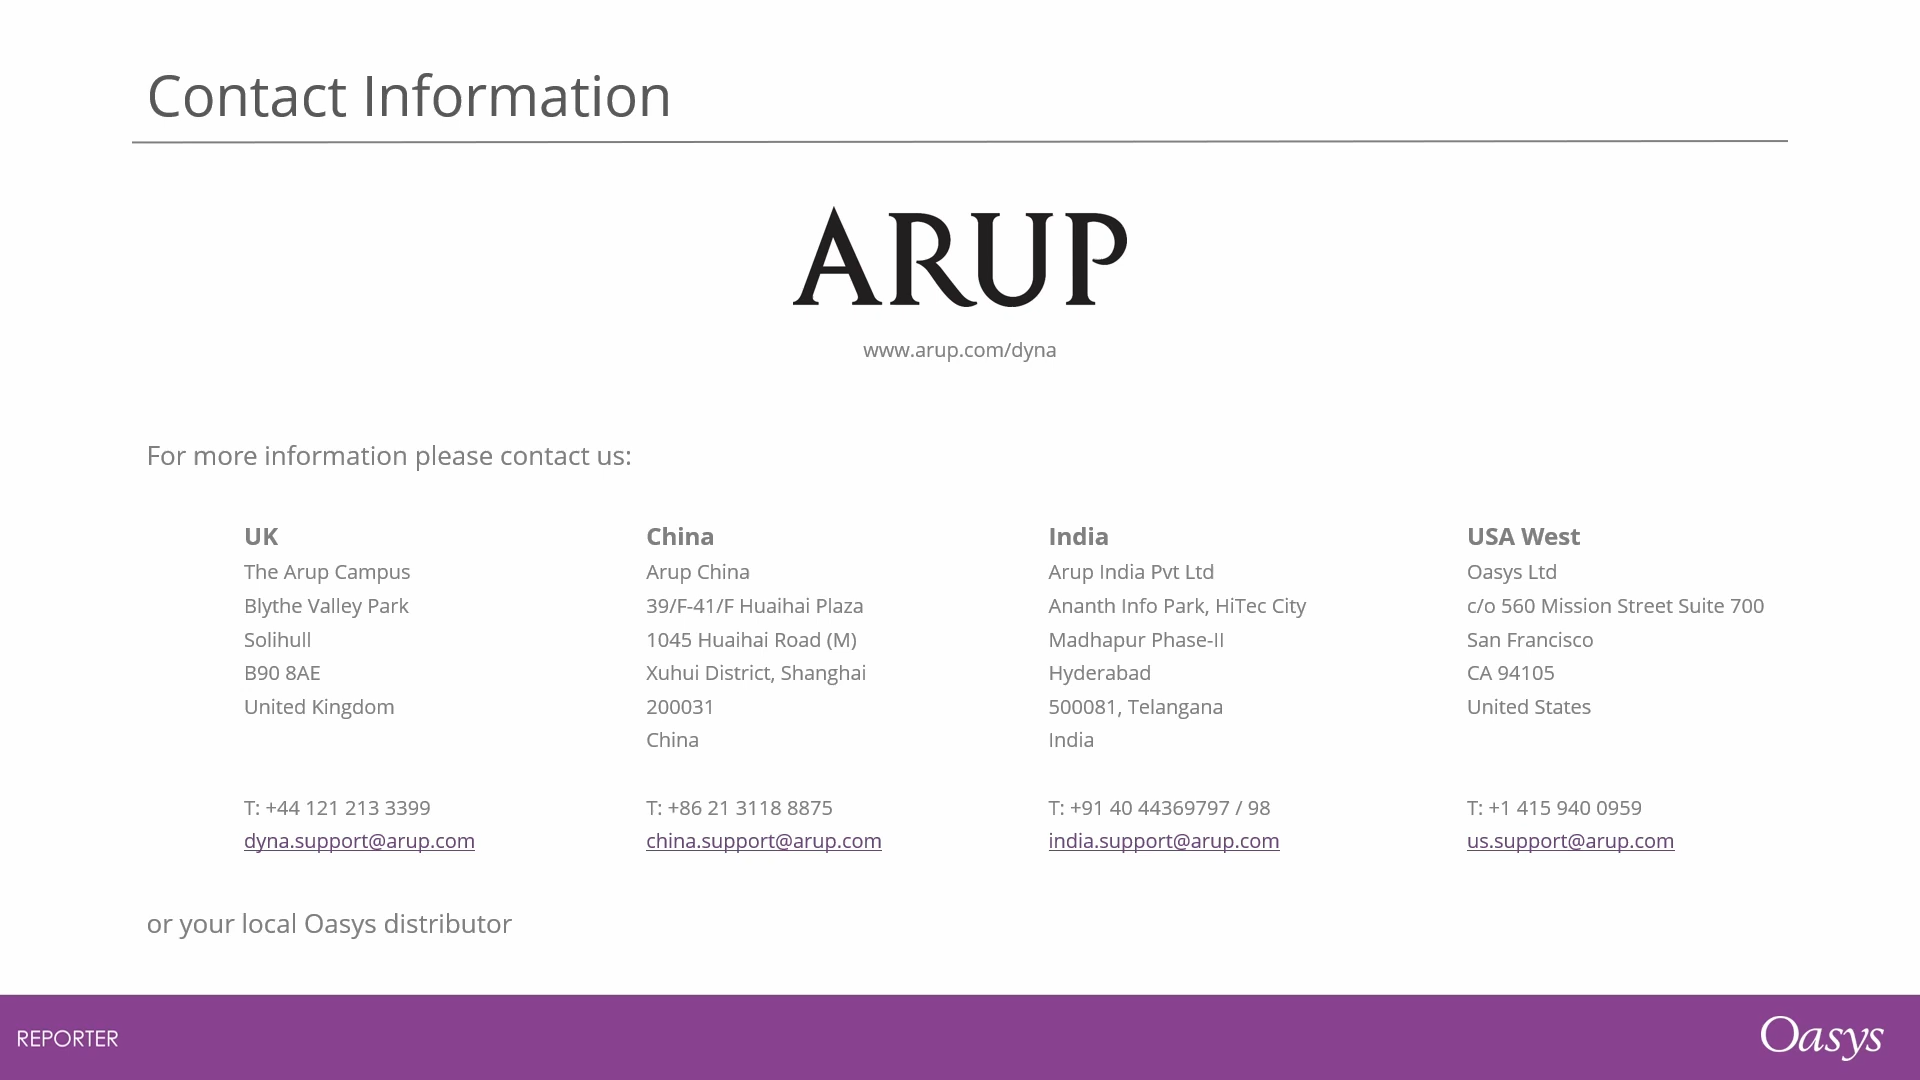 Contact Information
ARUP
www.arup.com/dyna
For more information please contact us:
UK
The Arup Campus
Blythe Valley Park
Solihull
B90 8AE
United Kingdom
T: +44 121 213 3399
dyna.support@arup.com
China
Arup China
39/F-41/F Huaihai Plaza
1045 Huaihai Road (M)
Xuhui District, Shanghai
200031
China
T: +86 21 3118 8875
china.support@arup.com
India
Arup India Pvt Ltd
Ananth Info Park, HiTec City
Madhapur Phase-II
Hyderabad
500081, Telangana
India
T: +91 40 44369797 / 98
india.support@arup.com
USA West
Oasys Ltd
c/o 560 Mission Street Suite 700
San Francisco
CA 94105
United States
T: +1 415 940 0959
us.support@arup.com
or your local Oasys distributor
REPORTER
Oasys